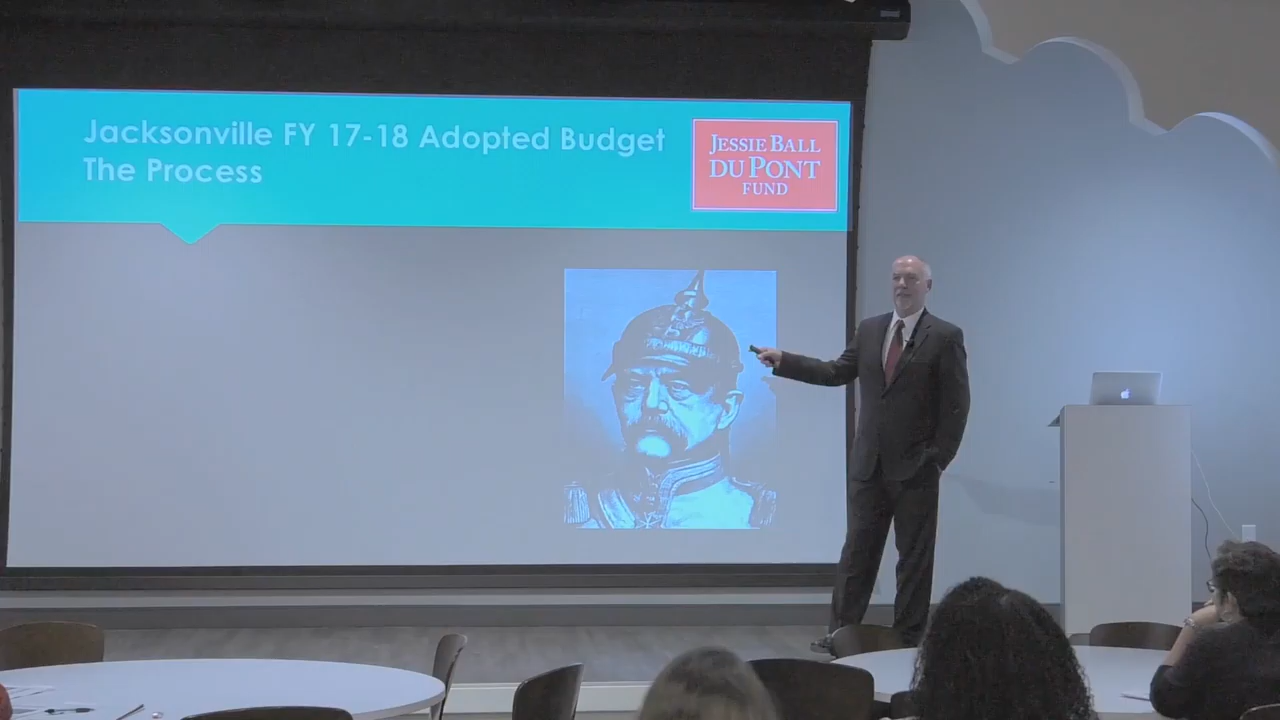 Jacksonville FY 17-18 Adopted Budget
The Process
JESSIE BALL
DU PONT
FUND